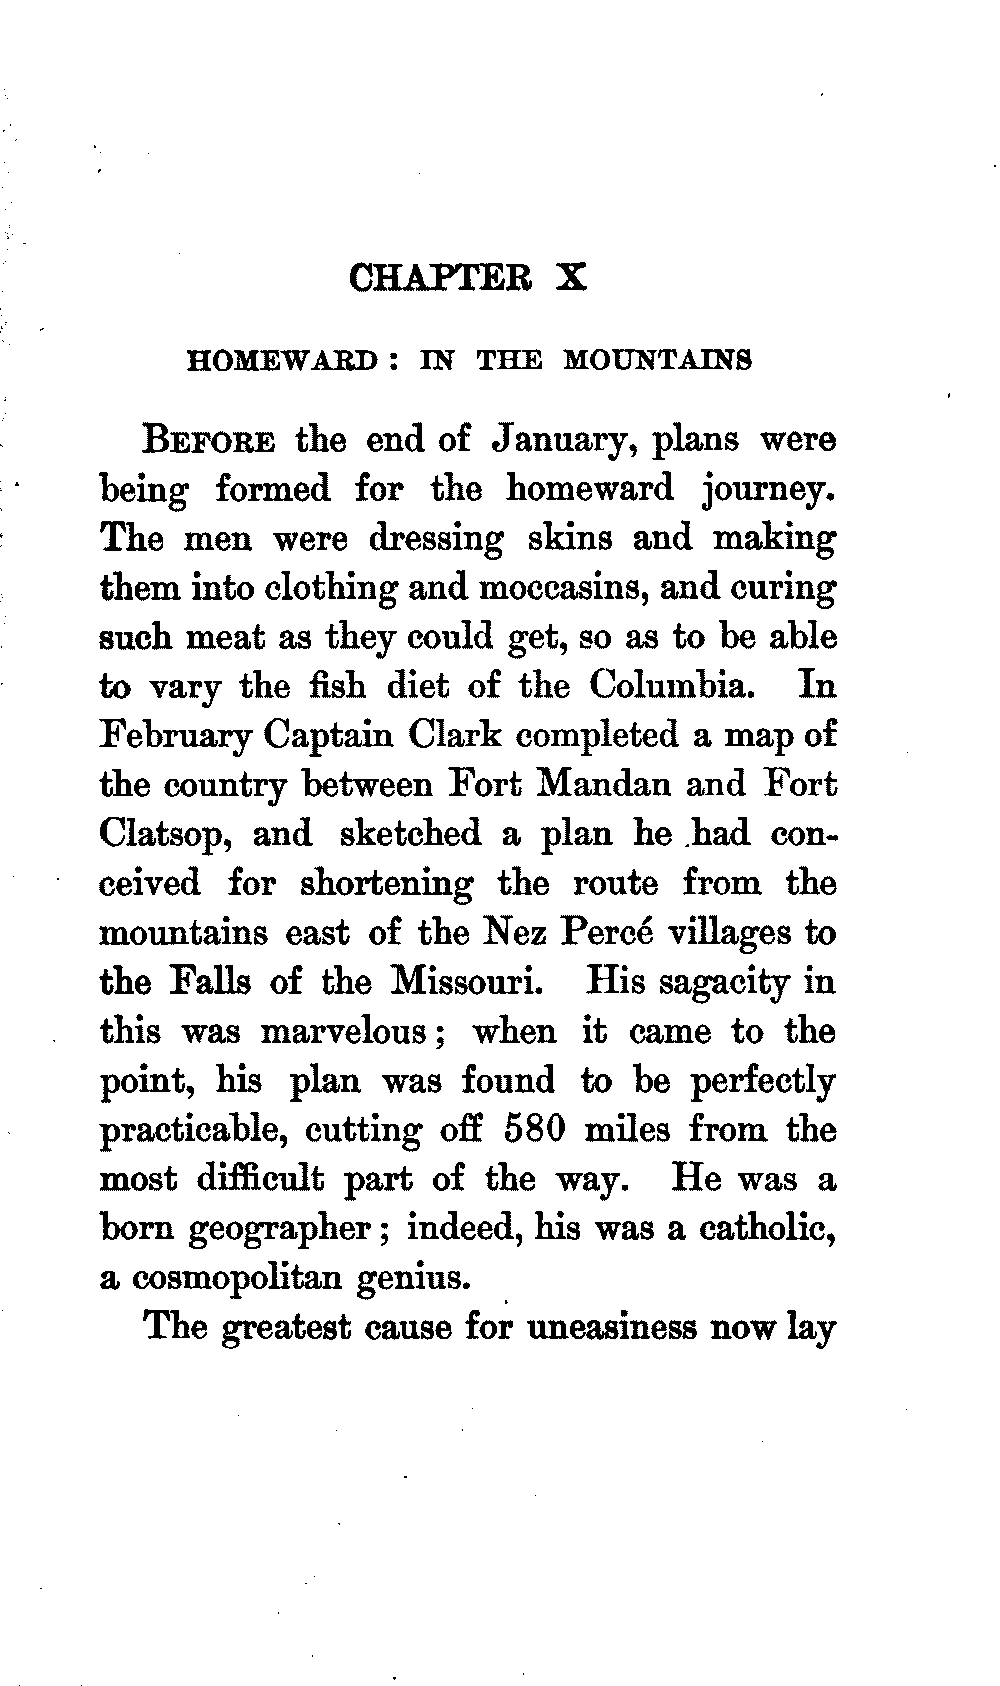 CHAPTER X
HOMEWARD: IN THE MOUNTAINS
BEFORE the end of January, plans were
being formed for the homeward journey.
The men were dressing skins and making
them into clothing and moccasins, and curing
such meat as they could get, so as to be able
to vary the fish diet of the Columbia. In
February Captain Clark completed a map of
the country between Fort Mandan and Fort
Clatsop, and sketched a plan he had con-
ceived for shortening the route from the
mountains east of the Nez Percé villages to
the Falls of the Missouri. His sagacity in
this was marvelous; when it came to the
point, his plan was found to be perfectly
practicable, cutting off 580 miles from the
most difficult part of the way. He was a
born geographer; indeed, his was a catholic,
a cosmopolitan genius.
The greatest cause for uneasiness now lay